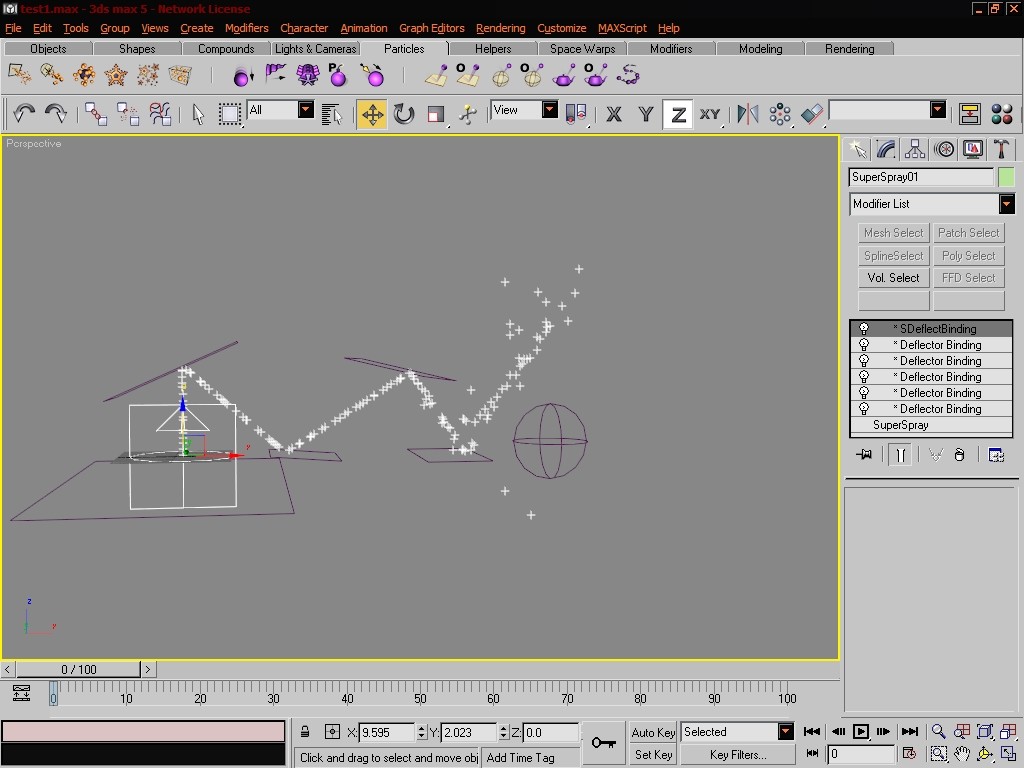 test1.max - 3ds max 5 - Network License
File Edit Tools Group Views Create Modifiers Character Animation Graph Editors Rendering Customize MAXScript Help
Objects Shapes Compounds Lights & Cameras Particles Helpers Space Warps Modifiers Modeling Rendering
All View X Y Z XY
Perspective
SuperSpray01
Modifier List
Mesh Select Patch Select
SplineSelect Poly Select
Vol. Select FFD Select
* SDeflectBinding
* Deflector Binding
* Deflector Binding
* Deflector Binding
* Deflector Binding
* Deflector Binding
SuperSpray
y
z
y
< 0 / 100 >
0 10 20 30 40 50 60 70 80 90 100
X: 9.595 Y: 2.023 Z: 0.0 Auto Key Selected
Click and drag to select and move obj Add Time Tag Set Key Key Filters... 0